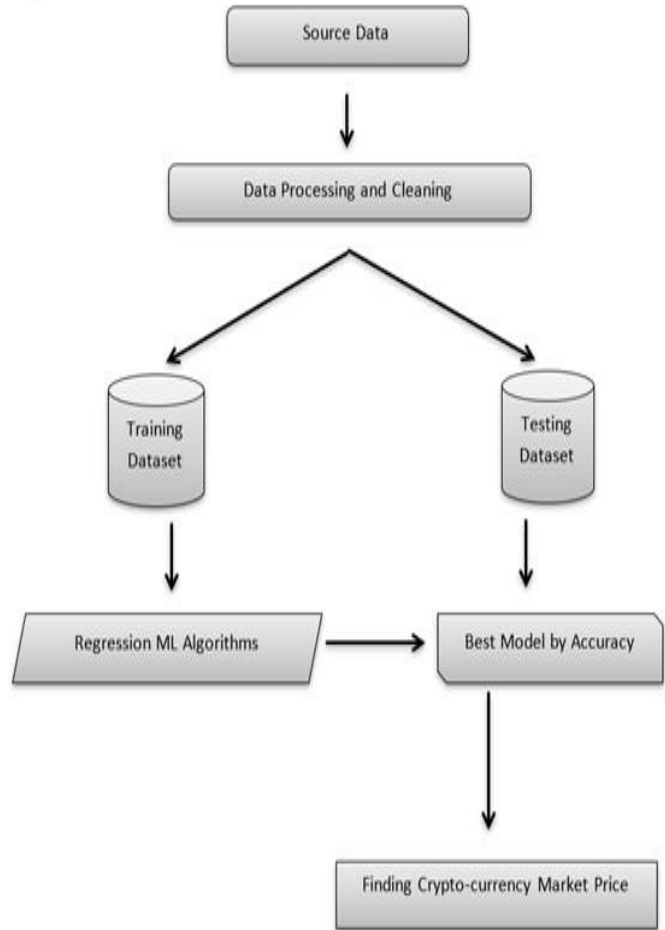 Source Data
Data Processing and Cleaning
Training
Dataset
Testing
Dataset
Regression ML Algorithms
Best Model by Accuracy
Finding Crypto-currency Market Price